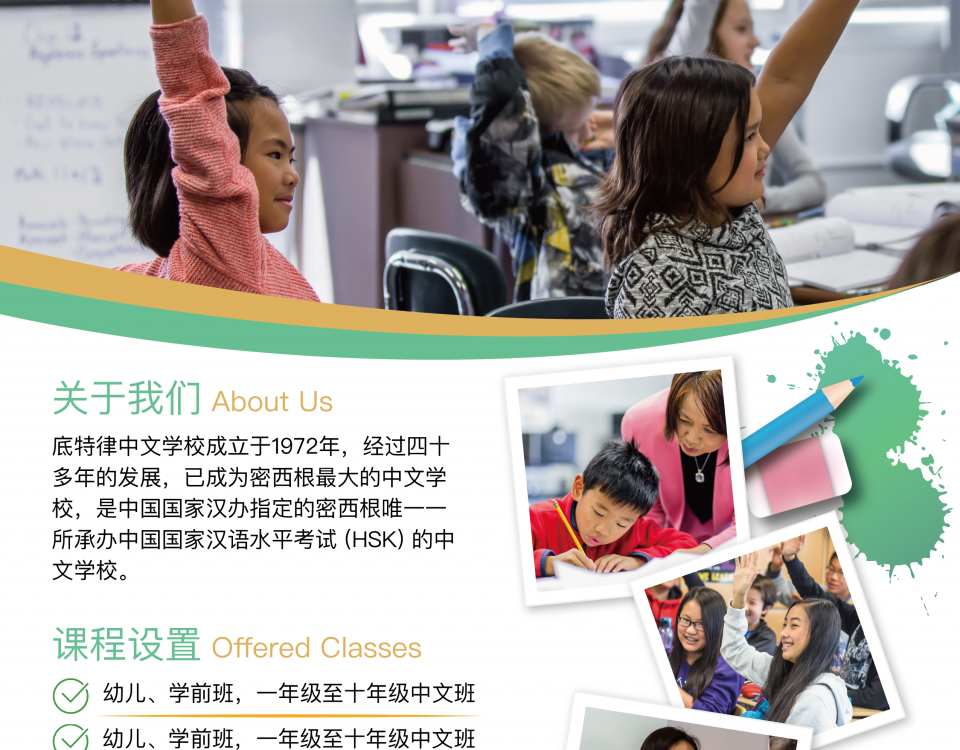 关于我们 About Us
底特律中文学校成立于1972年，经过四十
多年的发展，已成为密西根最大的中文学
校，是中国国家汉办指定的密西根唯一一
所承办中国国家汉语水平考试（HSK）的中
文学校。
课程设置 Offered Classes
幼儿、学前班，一年级至十年级中文班
幼儿、学前班，一年级至十年级中文班